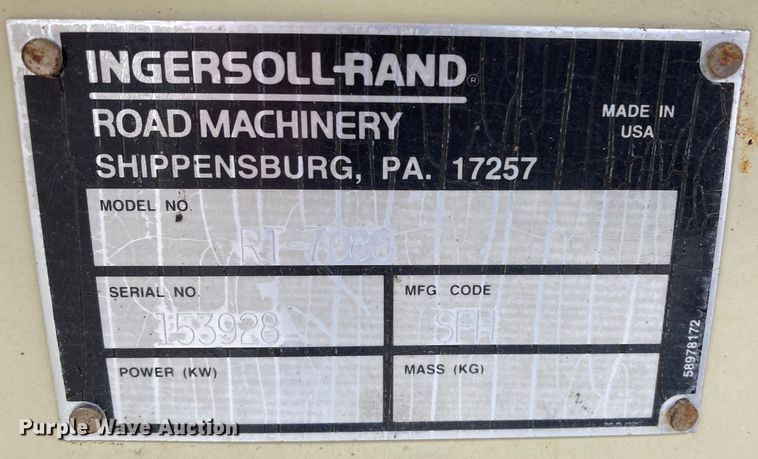 INGERSOLL-RAND®
ROAD MACHINERY
SHIPPENSBURG, PA. 17257
MADE IN
USA
MODEL NO.
RT-708G
SERIAL NO.
153928
MFG CODE
SFH
POWER (KW)
MASS (KG)
58978172
Purple Wave Auction